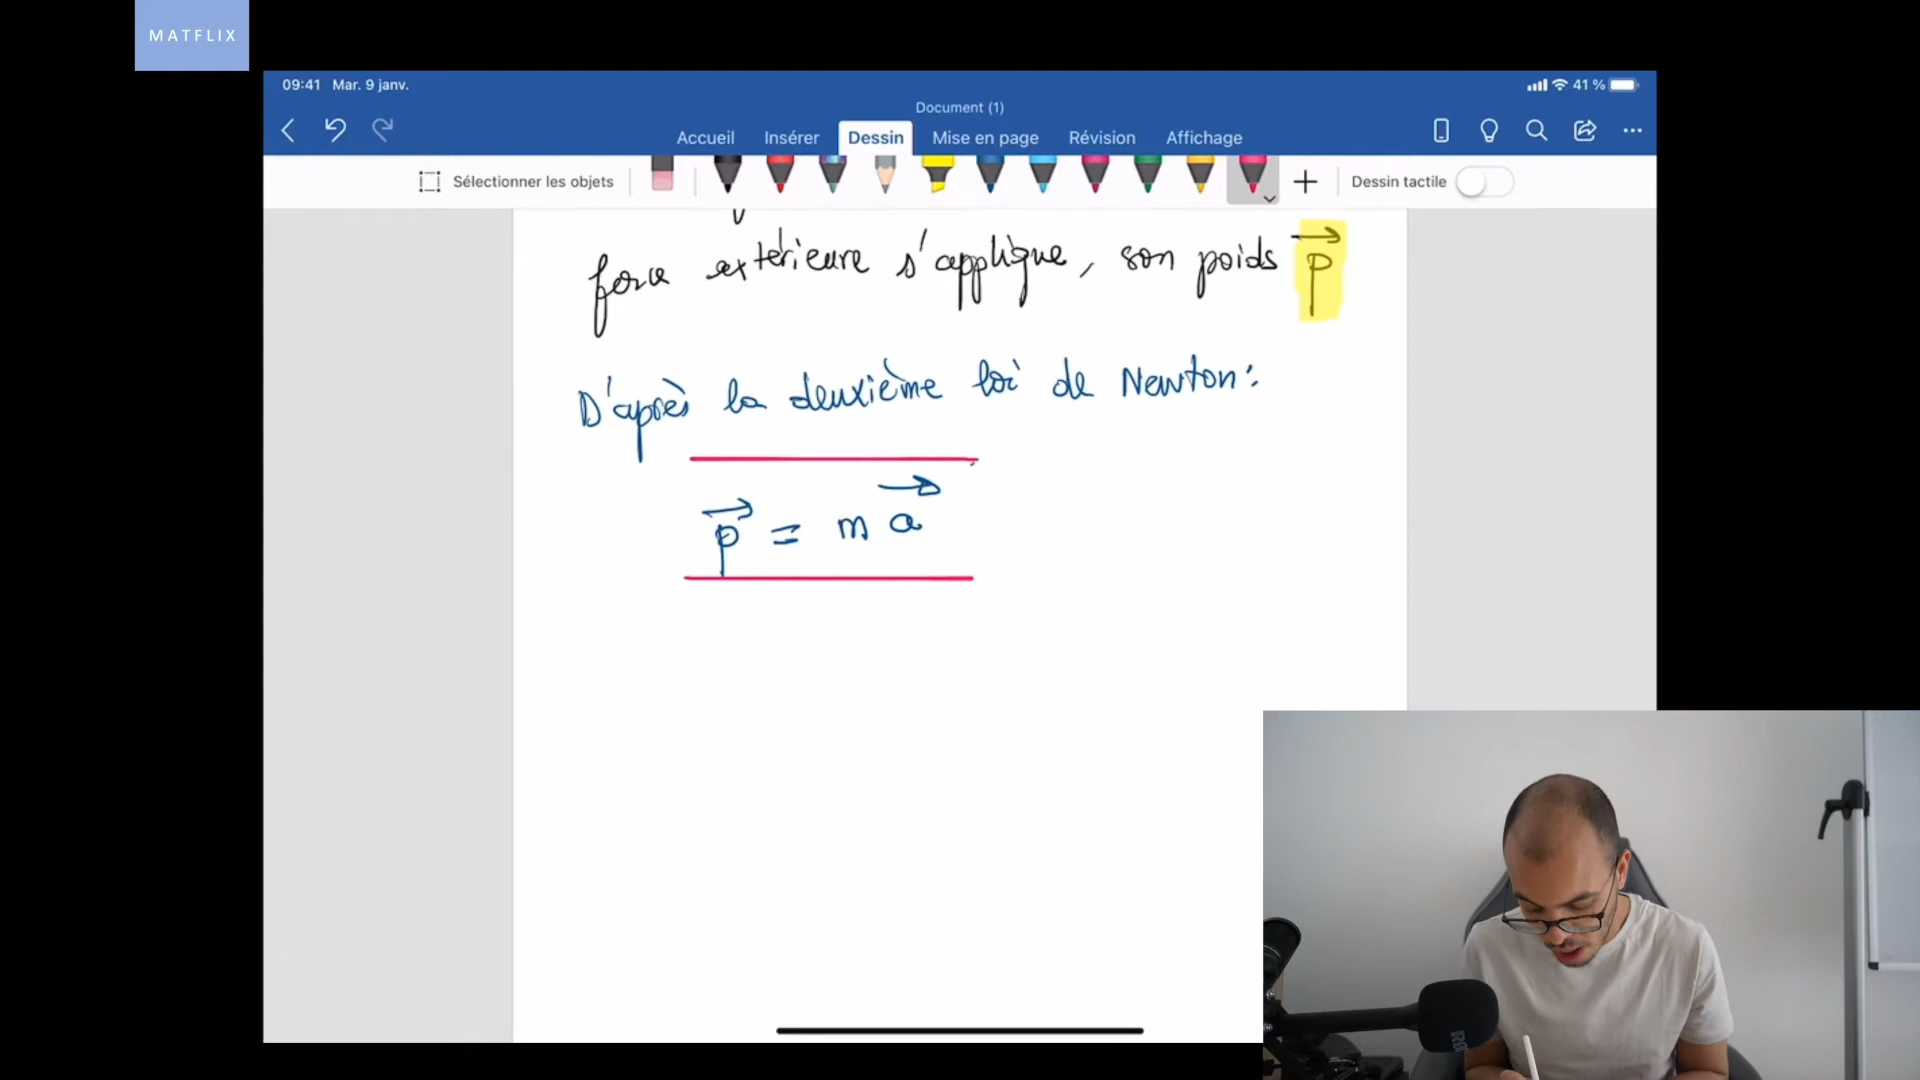 MATFLIX
09:41 Mar. 9 janv.
41 %
Document (1)
Accueil Insérer Dessin Mise en page Révision Affichage
Sélectionner les objets
Dessin tactile
force extérieure s'applique, son poids p
D'après la deuxième loi de Newton:
p = m a